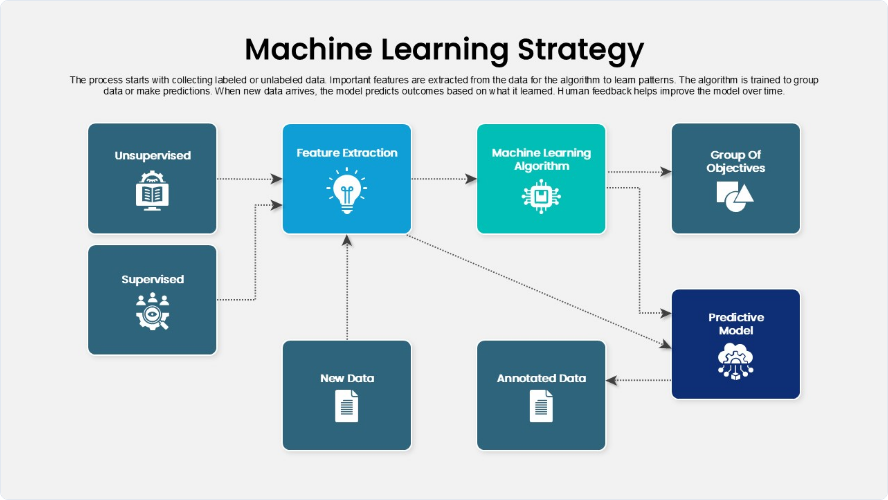 Machine Learning Strategy
The process starts with collecting labeled or unlabeled data. Important features are extracted from the data for the algorithm to learn patterns. The algorithm is trained to group
data or make predictions. When new data arrives, the model predicts outcomes based on what it learned. Human feedback helps improve the model over time.
Unsupervised
Feature Extraction
Machine Learning
Algorithm
Group Of
Objectives
Supervised
Predictive
Model
New Data
Annotated Data